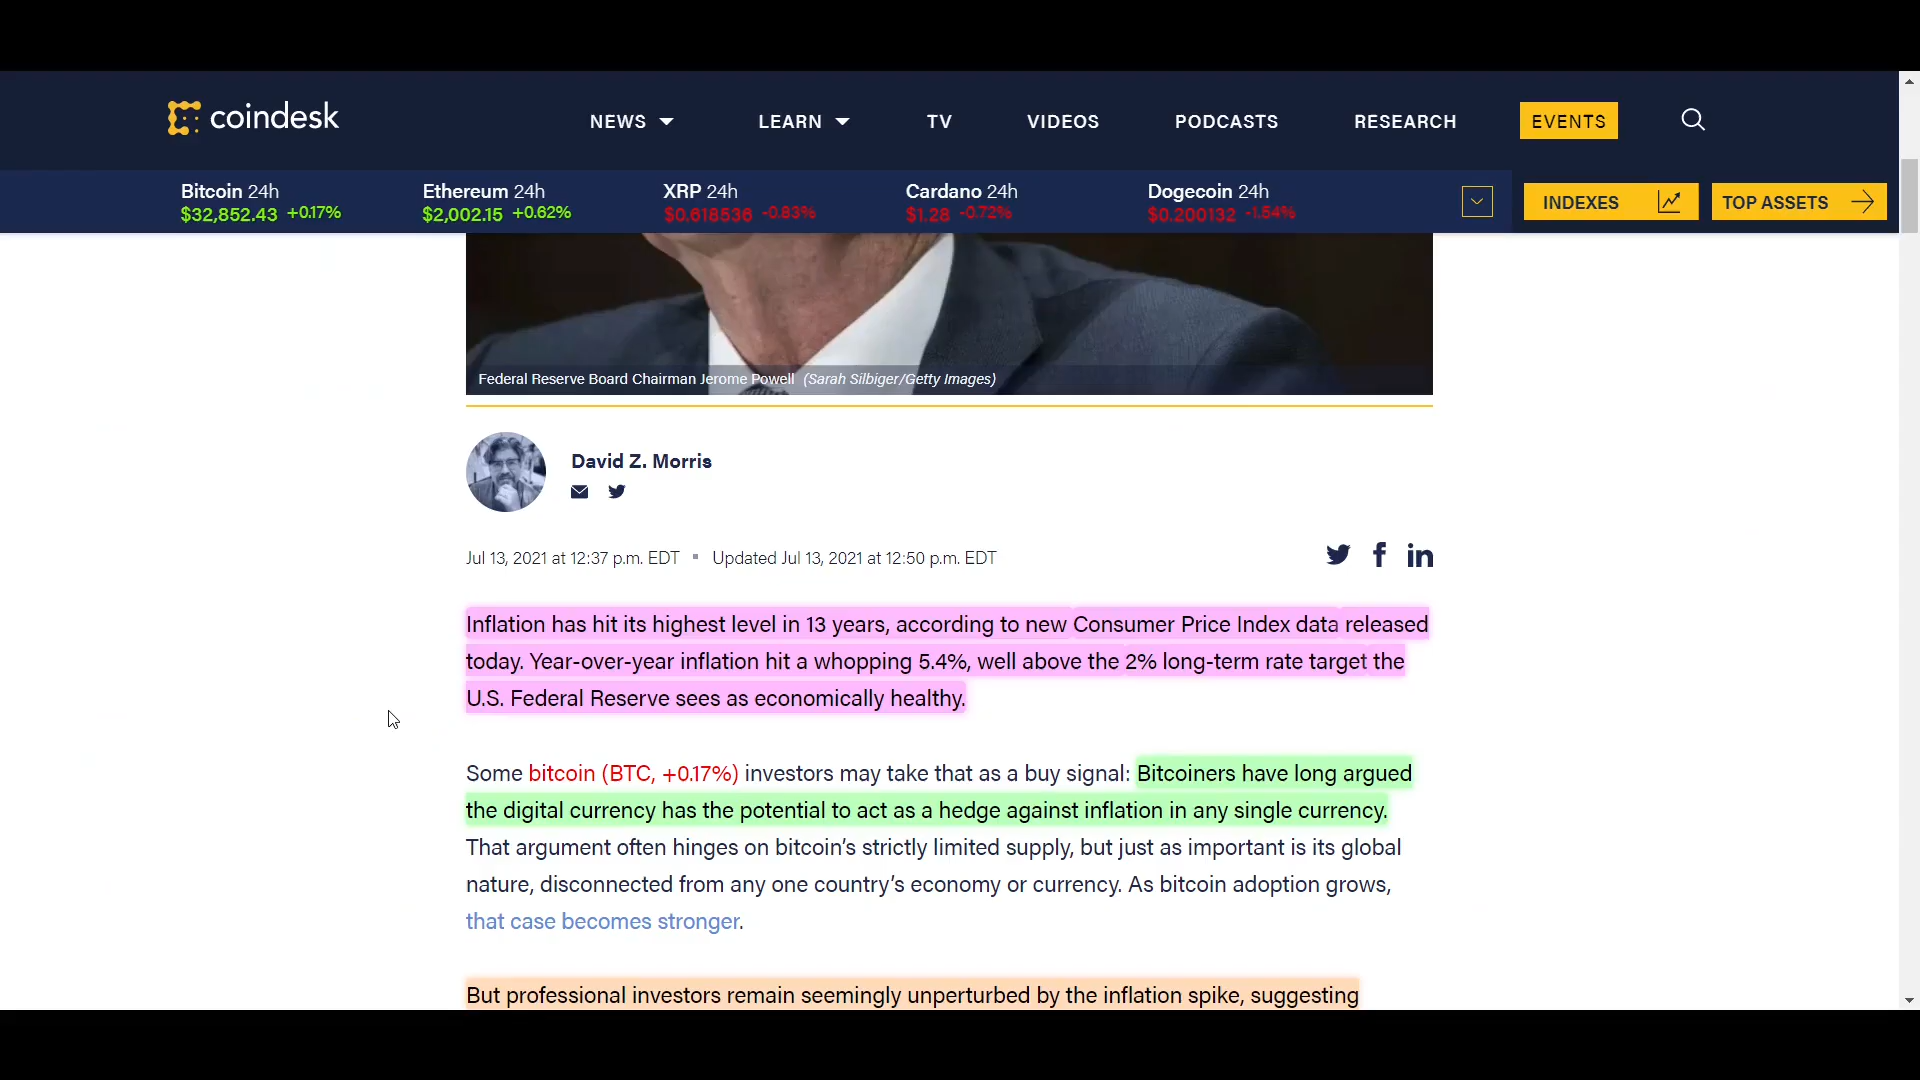 coindesk
NEWS LEARN TV VIDEOS PODCASTS RESEARCH EVENTS
Bitcoin 24h Ethereum 24h XRP 24h Cardano 24h Dogecoin 24h
$32,852.43 +0.17% $2,002.15 +0.62% $0.618536 -0.83% $1.28 -0.72% $0.200132 -1.54%
INDEXES TOP ASSETS
Federal Reserve Board Chairman Jerome Powell (Sarah Silbiger/Getty Images)
David Z. Morris
Jul 13, 2021 at 12:37 p.m. EDT ▪ Updated Jul 13, 2021 at 12:50 p.m. EDT
Inflation has hit its highest level in 13 years, according to new Consumer Price Index data released
today. Year-over-year inflation hit a whopping 5.4%, well above the 2% long-term rate target the
U.S. Federal Reserve sees as economically healthy.
Some bitcoin (BTC, +0.17%) investors may take that as a buy signal: Bitcoiners have long argued
the digital currency has the potential to act as a hedge against inflation in any single currency.
That argument often hinges on bitcoin’s strictly limited supply, but just as important is its global
nature, disconnected from any one country’s economy or currency. As bitcoin adoption grows,
that case becomes stronger.
But professional investors remain seemingly unperturbed by the inflation spike, suggesting